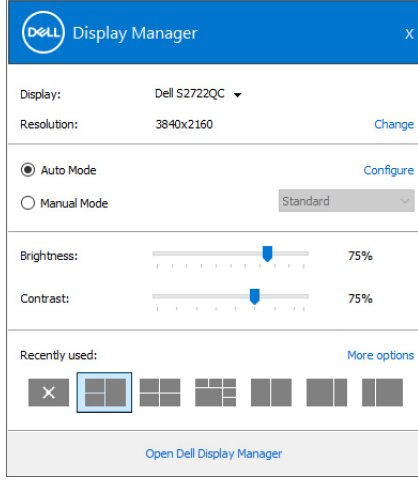 DELL Display Manager X
Display: Dell S2722QC
Resolution: 3840x2160 Change
Auto Mode Configure
Manual Mode Standard
Brightness: 75%
Contrast: 75%
Recently used: More options
Open Dell Display Manager